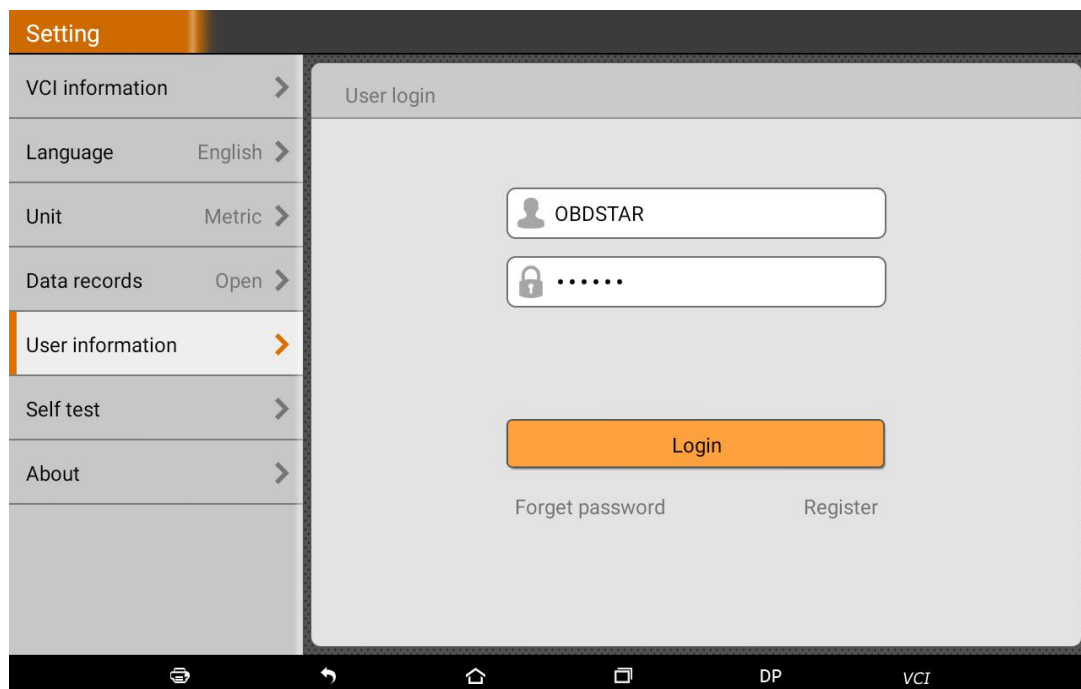 Setting
VCI information
Language English
Unit Metric
Data records Open
User information
Self test
About
User login
OBDSTAR
••••••
Login
Forget password Register
DP VCI